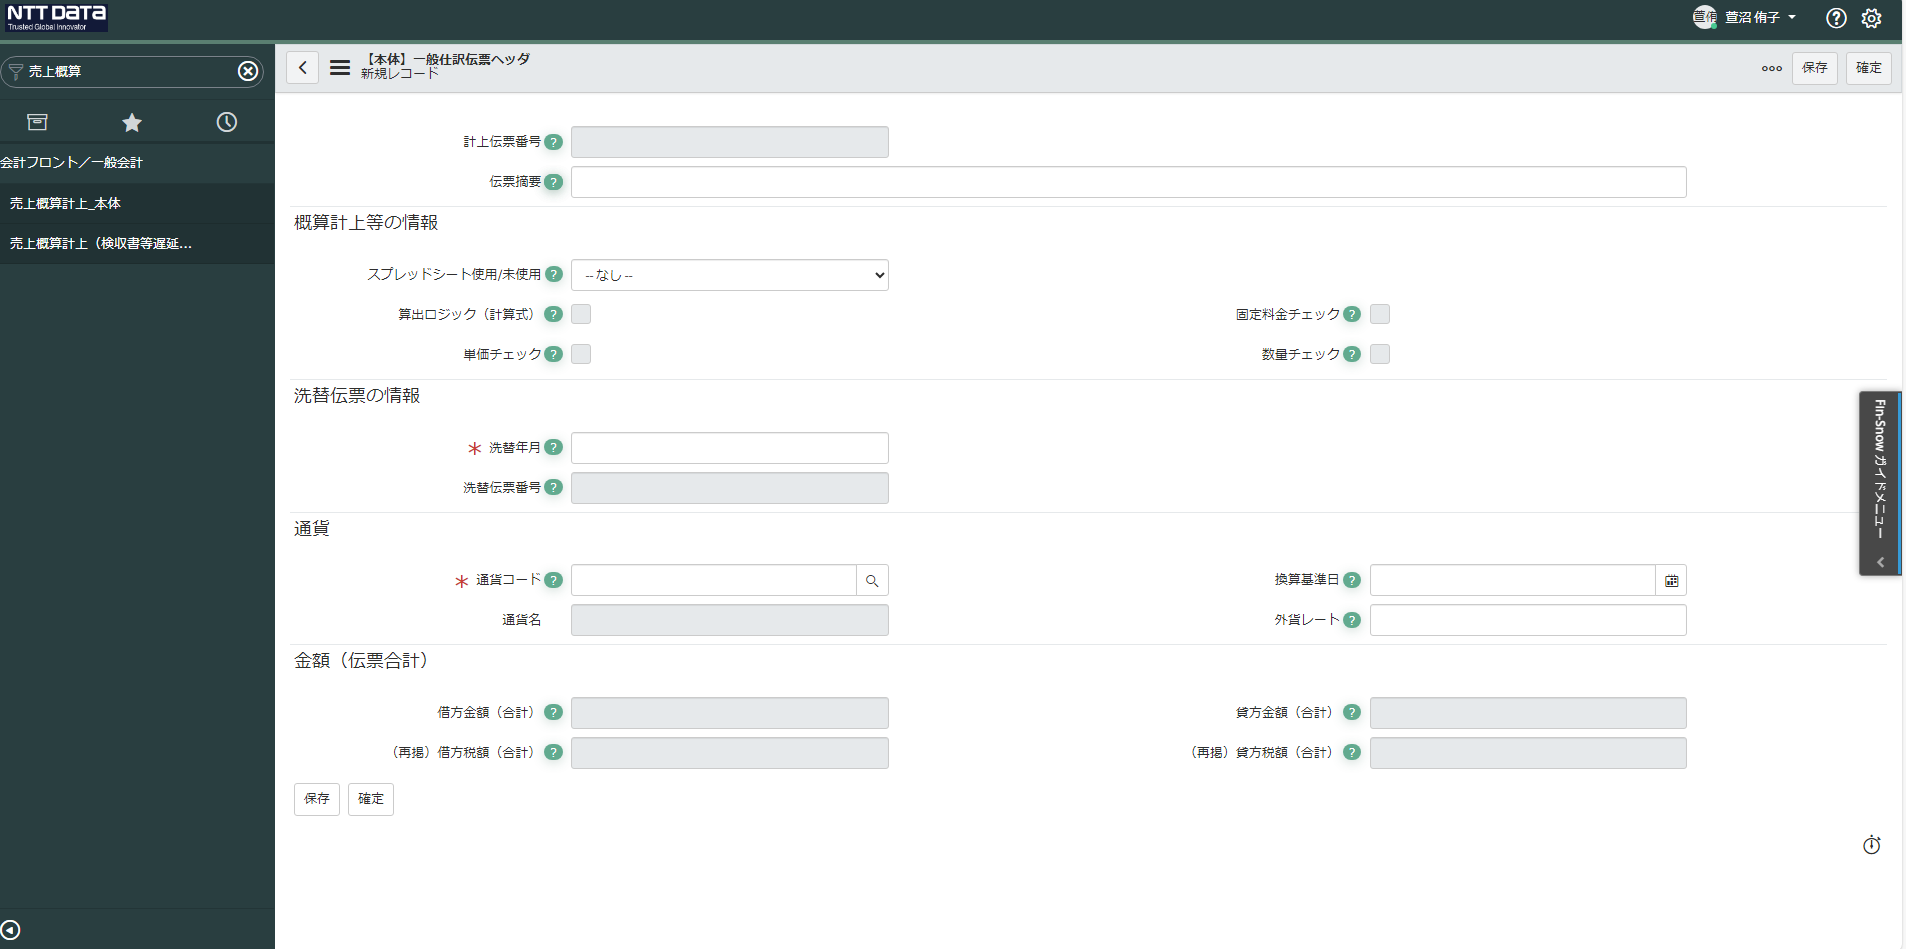 NTT DATA
Trusted Global Innovator
萱侑 萱沼 侑子
売上概算
会計フロント／一般会計
売上概算計上_本体
売上概算計上（検収書等遅延...
【本体】一般仕訳伝票ヘッダ
新規レコード
保存 確定
計上伝票番号 ?
伝票摘要 ?
概算計上等の情報
スプレッドシート使用/未使用 ? -- なし --
算出ロジック（計算式） ? 固定料金チェック ?
単価チェック ? 数量チェック ?
洗替伝票の情報
* 洗替年月 ?
洗替伝票番号 ?
通貨
* 通貨コード ? 換算基準日 ?
通貨名 外貨レート ?
金額（伝票合計）
借方金額（合計） ? 貸方金額（合計） ?
（再掲）借方税額（合計） ? （再掲）貸方税額（合計） ?
保存 確定
Fin-Snow ガイドメニュー